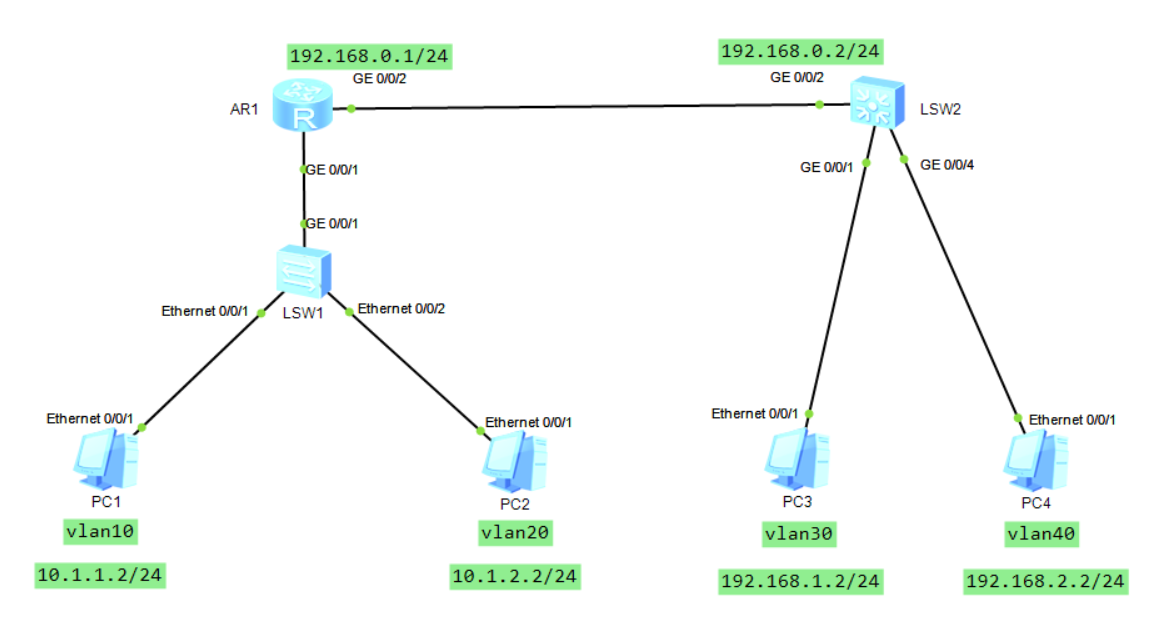 192.168.0.1/24
192.168.0.2/24
GE 0/0/2
GE 0/0/2
AR1
R
LSW2
GE 0/0/1
GE 0/0/1
GE 0/0/4
GE 0/0/1
LSW1
Ethernet 0/0/1
Ethernet 0/0/2
Ethernet 0/0/1
Ethernet 0/0/1
Ethernet 0/0/1
Ethernet 0/0/1
PC1
PC2
PC3
PC4
vlan10
vlan20
vlan30
vlan40
10.1.1.2/24
10.1.2.2/24
192.168.1.2/24
192.168.2.2/24